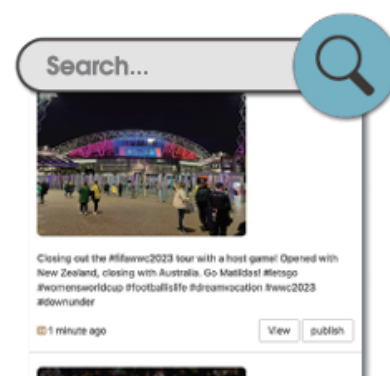 Search...
Closing out the #fifawwc2023 tour with a host game! Opened with
New Zealand, closing with Australia. Go Matildas! #letsgo
#womensworldcup #footballislife #dreamvocation #wwc2023
#downunder
1 minute ago
View
publish